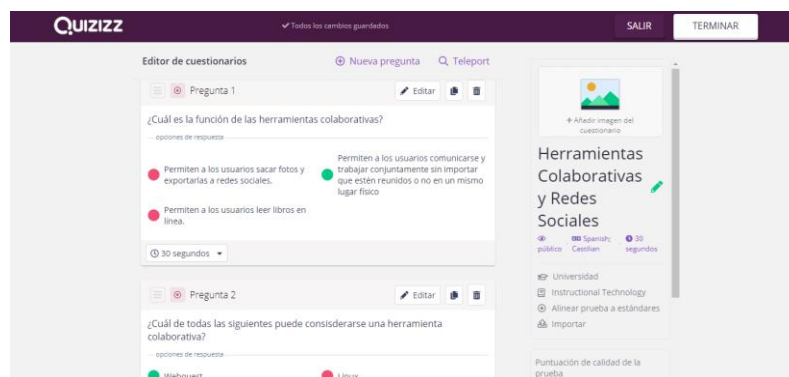 QUIZIZZ
Todos los cambios guardados
SALIR
TERMINAR
Editor de cuestionarios
Nueva pregunta
Teleport
Pregunta 1
Editar
¿Cuál es la función de las herramientas colaborativas?
opciones de respuesta
Permiten a los usuarios sacar fotos y
exportarlas a redes sociales.
Permiten a los usuarios comunicarse y
trabajar conjuntamente sin importar
que estén reunidos o no en un mismo
lugar físico
Permiten a los usuarios leer libros en
línea.
30 segundos
Pregunta 2
Editar
¿Cuál de todas las siguientes puede consisderarse una herramienta
colaborativa?
opciones de respuesta
Webquest
Linux
+ Añadir imagen del
cuestionario
Herramientas
Colaborativas
y Redes
Sociales
público
Spanish;
Castilian
30
segundos
Universidad
Instructional Technology
Alinear prueba a estándares
Importar
Puntuación de calidad de la
prueba